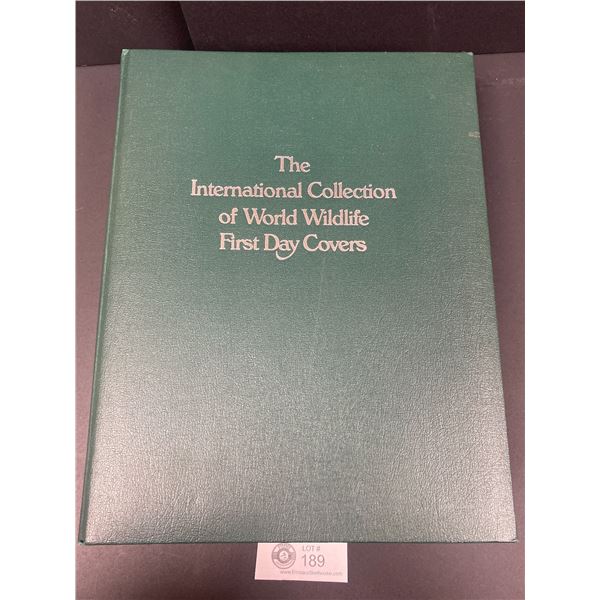 The
International Collection
of World Wildlife
First Day Covers
LOT #
189